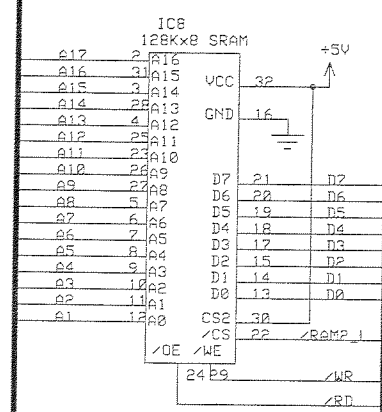 IC8
128Kx8 SRAM
+5V
A17 2 A16
A16 31 A15
A15 3 A14
A14 28 A13
A13 4 A12
A12 25 A11
A11 23 A10
A10 26 A9
A9 27 A8
A8 5 A7
A7 6 A6
A6 7 A5
A5 8 A4
A4 9 A3
A3 10 A2
A2 11 A1
A1 12 A0
VCC 32
GND 16
D7 21 D7
D6 20 D6
D5 19 D5
D4 18 D4
D3 17 D3
D2 15 D2
D1 14 D1
D0 13 D0
CS2 30
/CS 22 /RAM2_L
/OE /WE
24 29 /WR
/RD